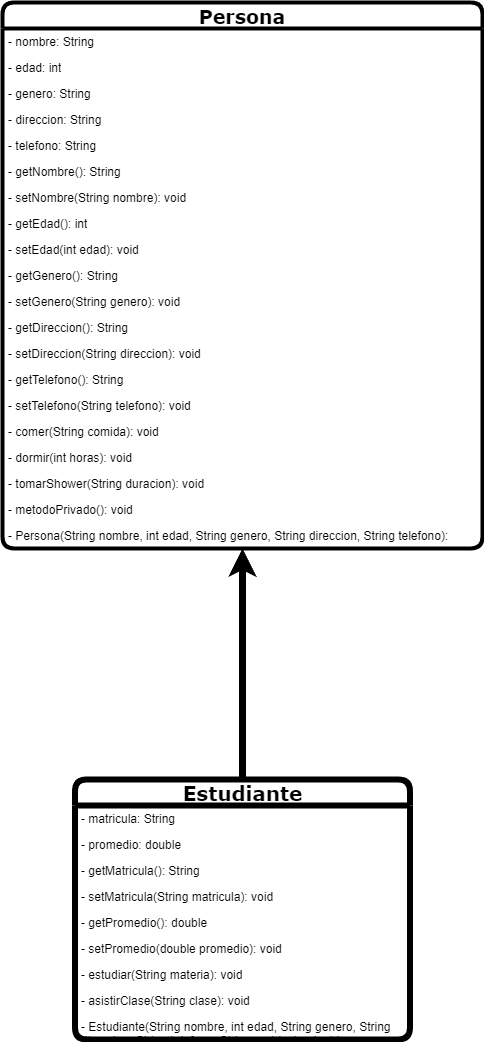 Persona
- nombre: String
- edad: int
- genero: String
- direccion: String
- telefono: String
- getNombre(): String
- setNombre(String nombre): void
- getEdad(): int
- setEdad(int edad): void
- getGenero(): String
- setGenero(String genero): void
- getDireccion(): String
- setDireccion(String direccion): void
- getTelefono(): String
- setTelefono(String telefono): void
- comer(String comida): void
- dormir(int horas): void
- tomarShower(String duracion): void
- metodoPrivado(): void
- Persona(String nombre, int edad, String genero, String direccion, String telefono):
Estudiante
- matricula: String
- promedio: double
- getMatricula(): String
- setMatricula(String matricula): void
- getPromedio(): double
- setPromedio(double promedio): void
- estudiar(String materia): void
- asistirClase(String clase): void
- Estudiante(String nombre, int edad, String genero, String